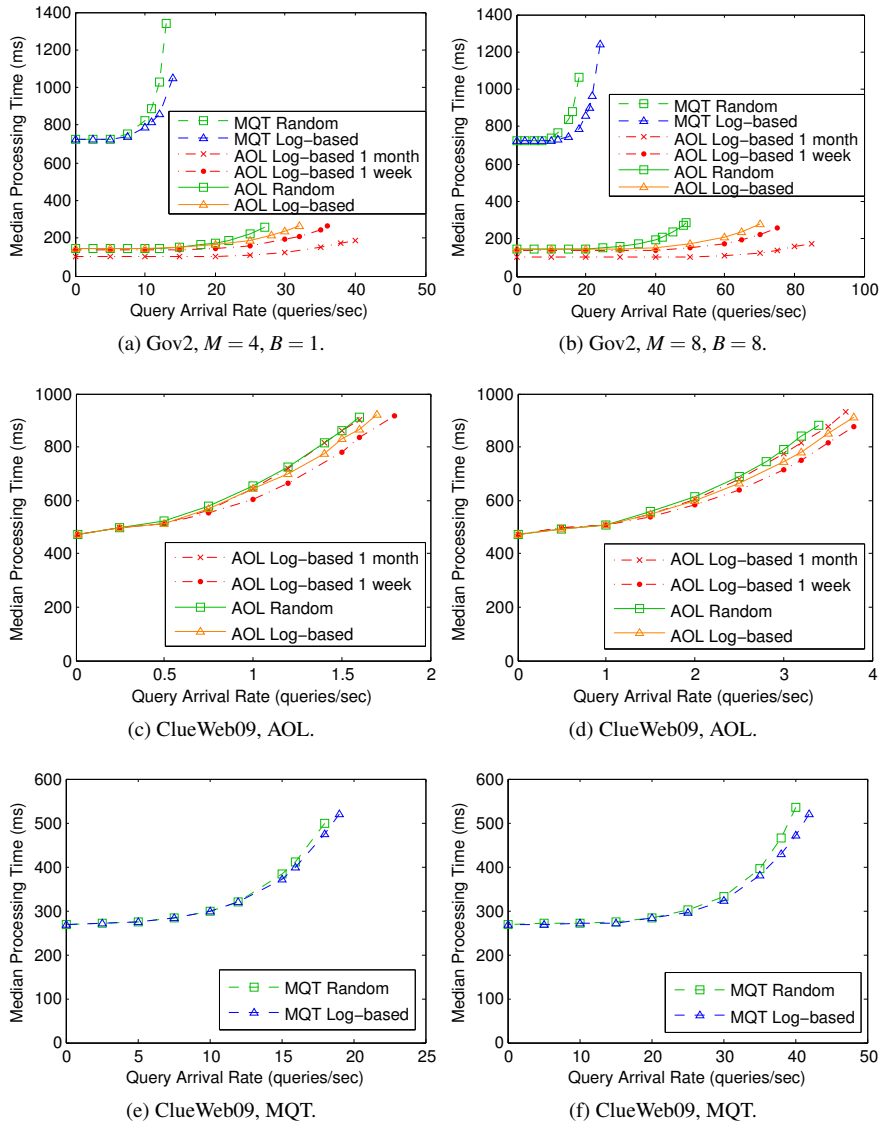 1400
1200
1000
800
600
400
200
0
Median Processing Time (ms)
MQT Random
MQT Log−based
AOL Log−based 1 month
AOL Log−based 1 week
AOL Random
AOL Log−based
0 10 20 30 40 50
Query Arrival Rate (queries/sec)
(a) Gov2, M = 4, B = 1.
1400
1200
1000
800
600
400
200
0
Median Processing Time (ms)
MQT Random
MQT Log−based
AOL Log−based 1 month
AOL Log−based 1 week
AOL Random
AOL Log−based
0 20 40 60 80 100
Query Arrival Rate (queries/sec)
(b) Gov2, M = 8, B = 8.
1000
800
600
400
200
0
Median Processing Time (ms)
AOL Log−based 1 month
AOL Log−based 1 week
AOL Random
AOL Log−based
0 0.5 1 1.5 2
Query Arrival Rate (queries/sec)
(c) ClueWeb09, AOL.
1000
800
600
400
200
0
Median Processing Time (ms)
AOL Log−based 1 month
AOL Log−based 1 week
AOL Random
AOL Log−based
0 1 2 3 4
Query Arrival Rate (queries/sec)
(d) ClueWeb09, AOL.
600
500
400
300
200
100
0
Median Processing Time (ms)
MQT Random
MQT Log−based
0 5 10 15 20 25
Query Arrival Rate (queries/sec)
(e) ClueWeb09, MQT.
600
500
400
300
200
100
0
Median Processing Time (ms)
MQT Random
MQT Log−based
0 10 20 30 40 50
Query Arrival Rate (queries/sec)
(f) ClueWeb09, MQT.